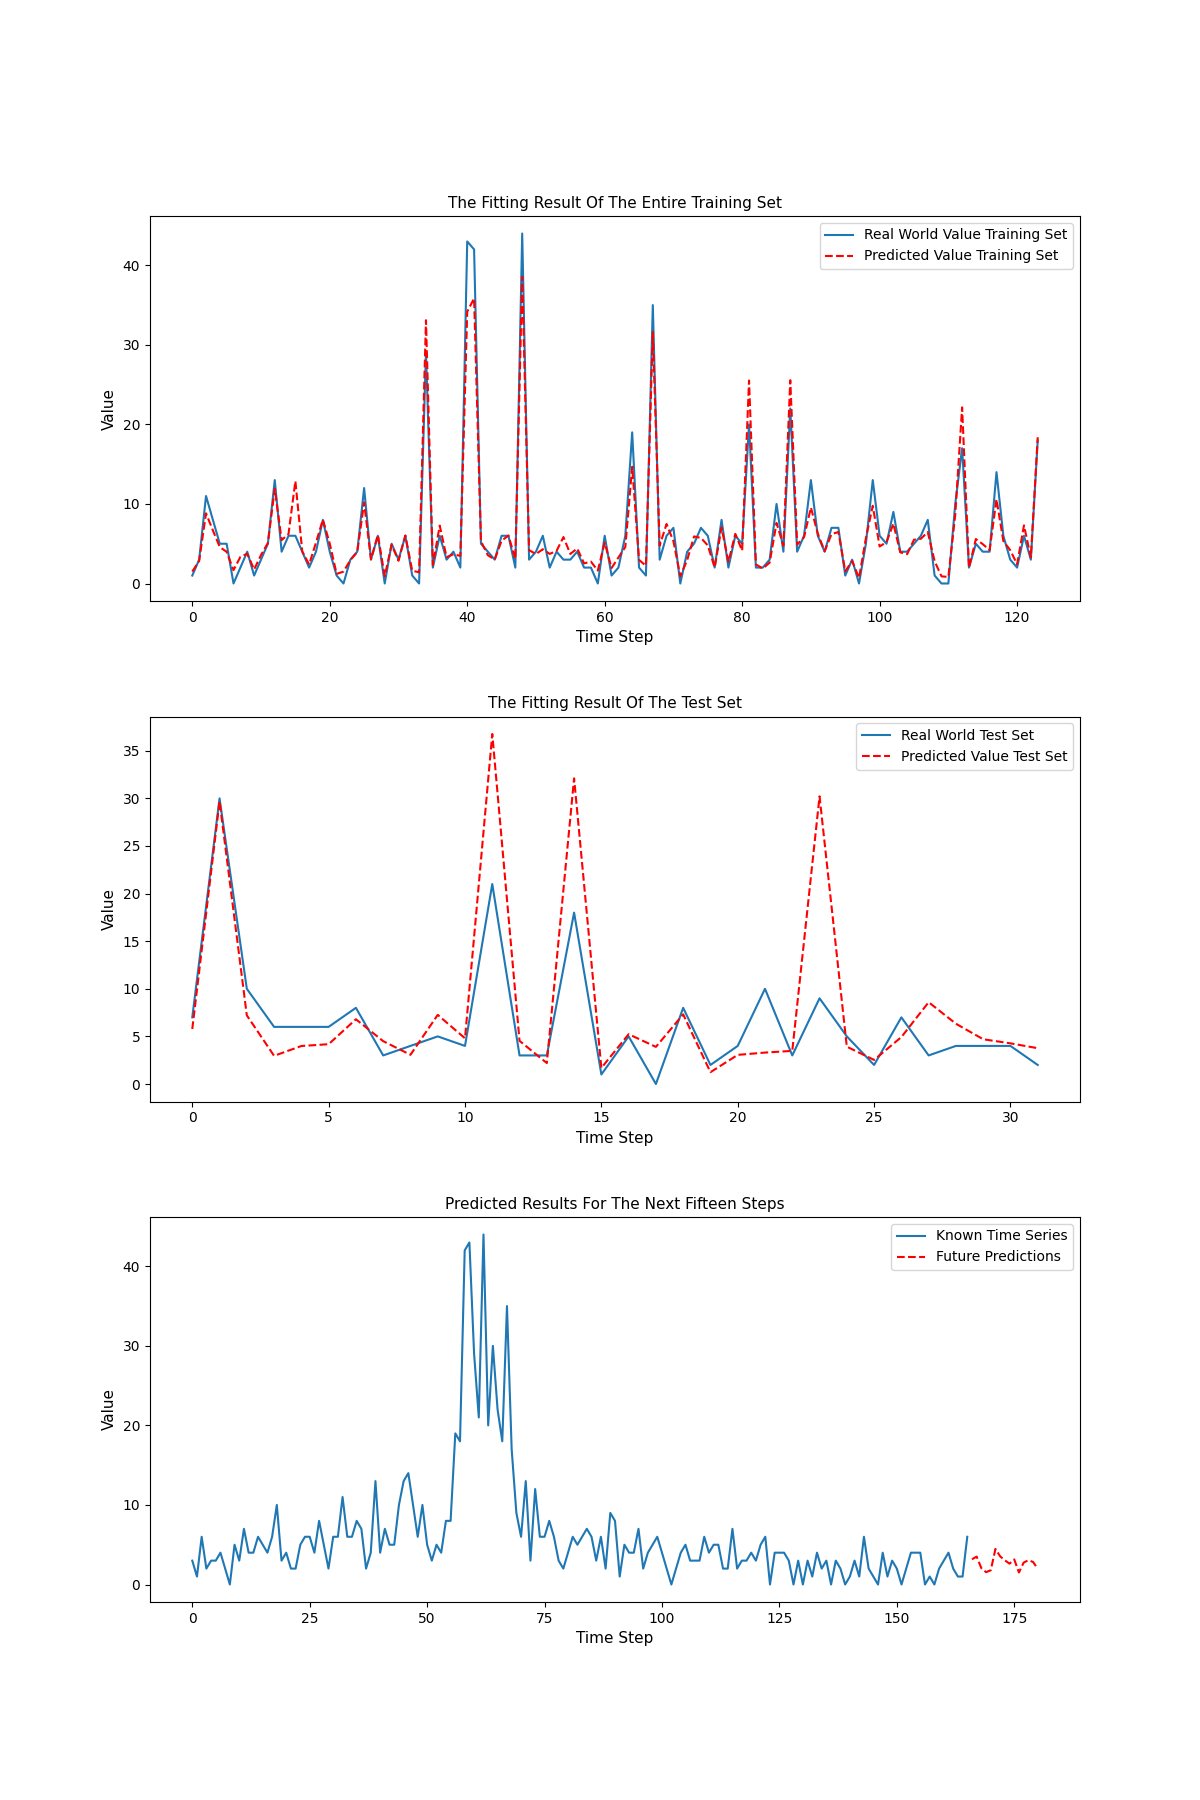 The Fitting Result Of The Entire Training Set
Real World Value Training Set
Predicted Value Training Set
Value
40
30
20
10
0
0 20 40 60 80 100 120
Time Step
The Fitting Result Of The Test Set
Real World Test Set
Predicted Value Test Set
Value
35
30
25
20
15
10
5
0
0 5 10 15 20 25 30
Time Step
Predicted Results For The Next Fifteen Steps
Known Time Series
Future Predictions
Value
40
30
20
10
0
0 25 50 75 100 125 150 175
Time Step